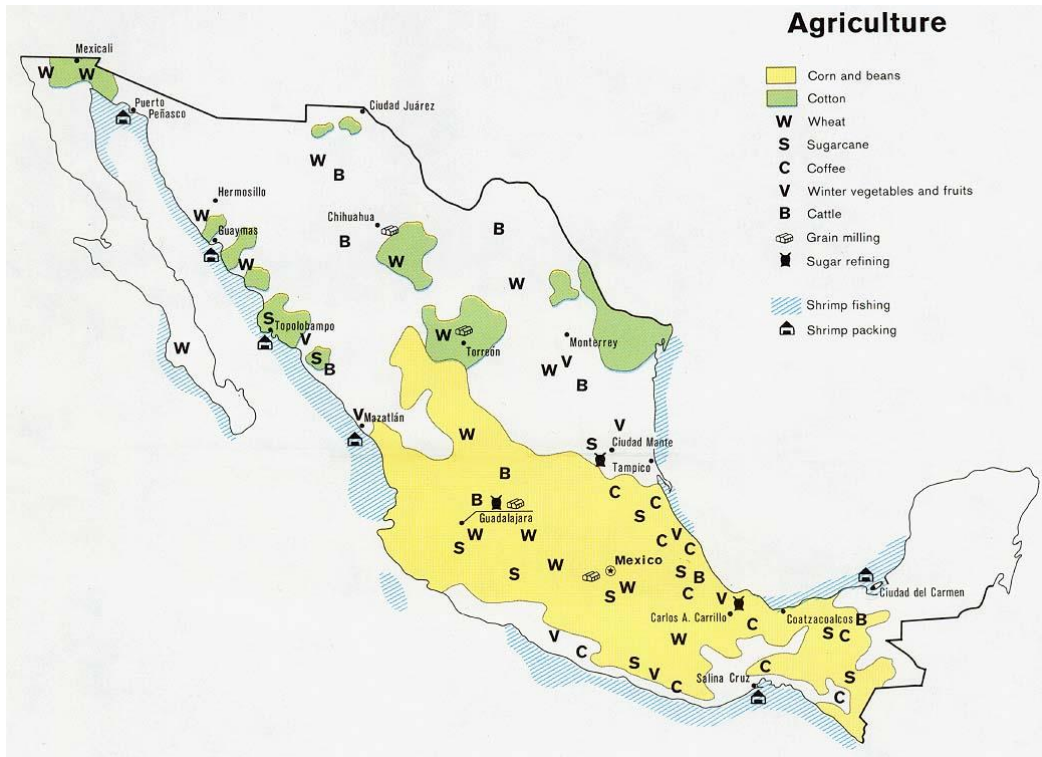 Agriculture
Corn and beans
Cotton
W Wheat
S Sugarcane
C Coffee
V Winter vegetables and fruits
B Cattle
Grain milling
Sugar refining
Shrimp fishing
Shrimp packing
Mexicali
W
W
Puerto
Peñasco
Ciudad Juárez
W
B
Hermosillo
W
Chihuahua
Guaymas
B
B
W
W
W
S
Topolobampo
V
W
Torreón
Monterrey
W
S
B
W
V
B
V
Mazatlán
W
V
S
Ciudad Mante
Tampico
B
C
C
B
Guadalajara
S
W
W
C
V
C
S
S
W
Mexico
S
B
W
S
C
V
Carlos A. Carrillo
C
Coatzacoalcos
Ciudad del Carmen
B
S
C
V
C
W
S
V
C
Salina Cruz
C
S
C